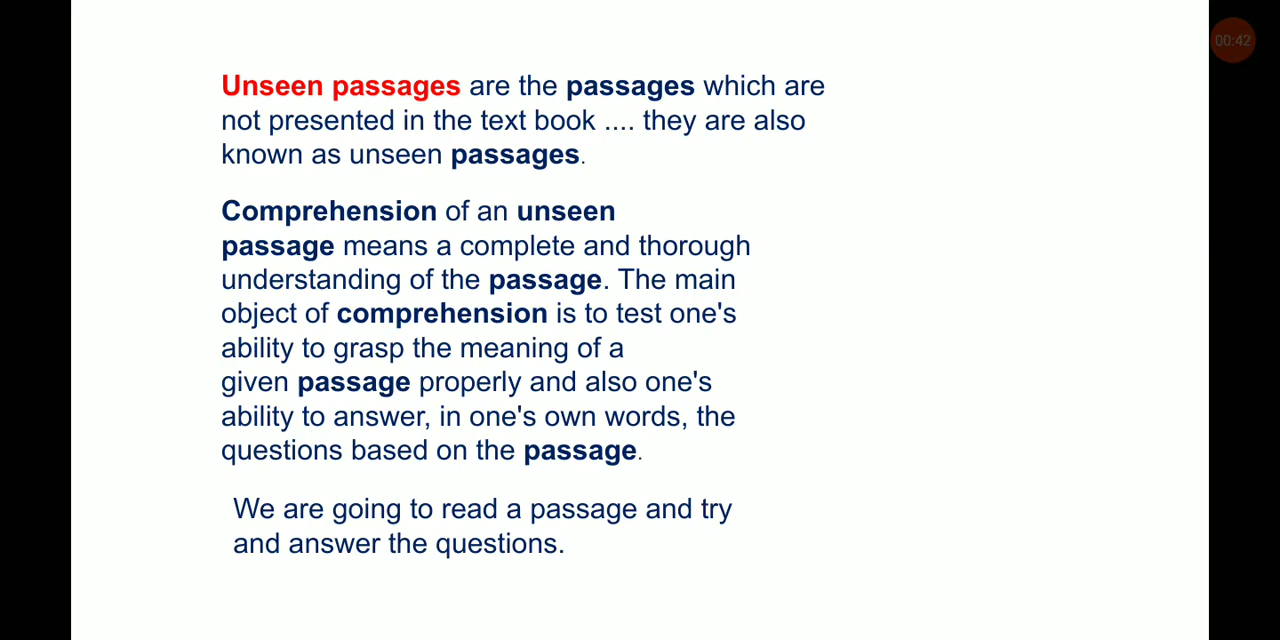 00:42
Unseen passages are the passages which are
not presented in the text book .... they are also
known as unseen passages.
Comprehension of an unseen
passage means a complete and thorough
understanding of the passage. The main
object of comprehension is to test one's
ability to grasp the meaning of a
given passage properly and also one's
ability to answer, in one's own words, the
questions based on the passage.
We are going to read a passage and try
and answer the questions.